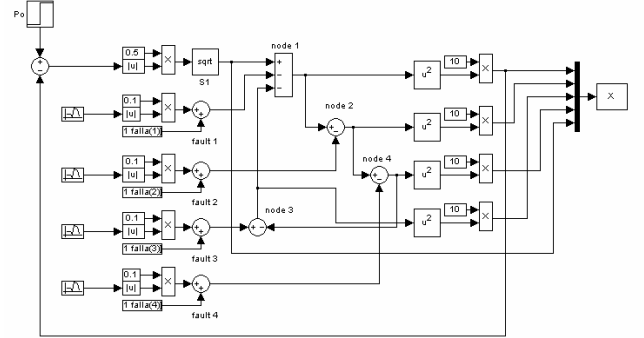 Po
node 1
0.5
|u|
×
sqrt
S1
+
−
−
10
u²
×
0.1
|u|
×
1 falla(1)
fault 1
node 2
10
u²
×
×
0.1
|u|
×
1 falla(2)
fault 2
node 4
10
u²
×
0.1
|u|
×
1 falla(3)
fault 3
node 3
10
u²
×
0.1
|u|
×
1 falla(4)
fault 4